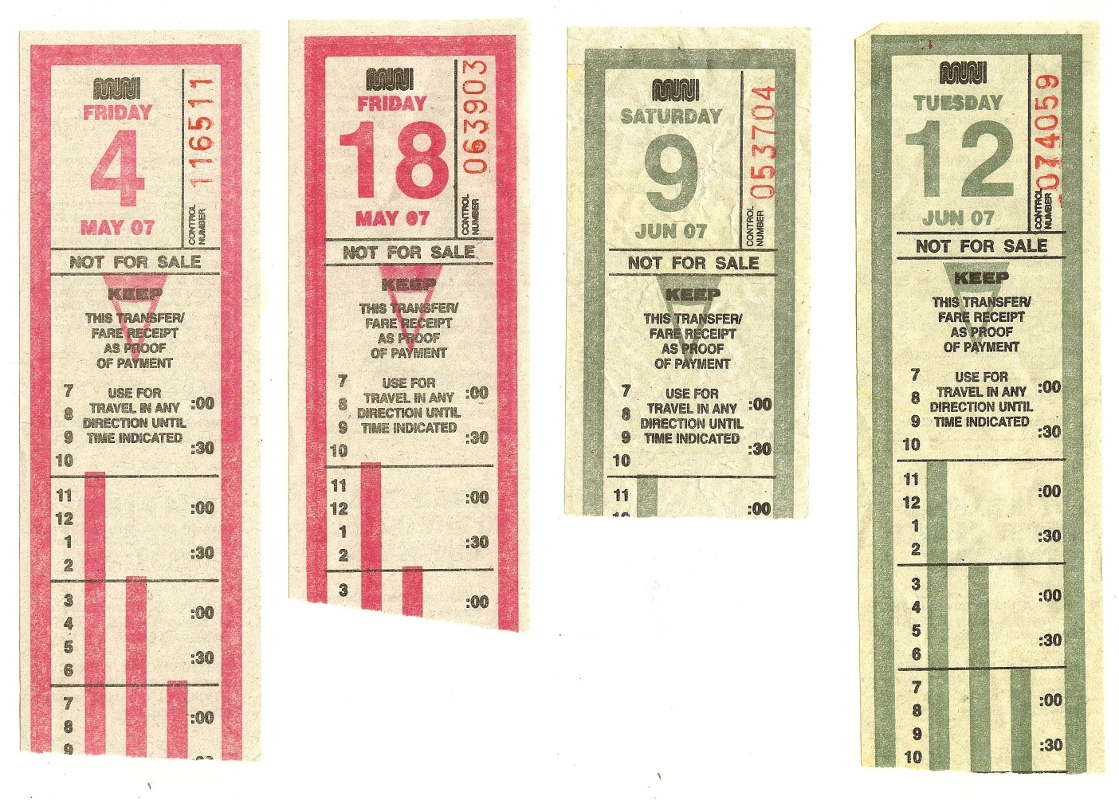 MUNI
FRIDAY
4
MAY 07
116511
CONTROL
NUMBER
NOT FOR SALE
KEEP
THIS TRANSFER/
FARE RECEIPT
AS PROOF
OF PAYMENT
USE FOR
TRAVEL IN ANY
DIRECTION UNTIL
TIME INDICATED
7
8
9
10
:00
:30
11
12
1
2
:00
:30
3
4
5
6
:00
:30
7
8
9
:00
MUNI
FRIDAY
18
MAY 07
063903
CONTROL
NUMBER
NOT FOR SALE
KEEP
THIS TRANSFER/
FARE RECEIPT
AS PROOF
OF PAYMENT
USE FOR
TRAVEL IN ANY
DIRECTION UNTIL
TIME INDICATED
7
8
9
10
:00
:30
11
12
1
2
:00
:30
3
:00
MUNI
SATURDAY
9
JUN 07
0537704
CONTROL
NUMBER
NOT FOR SALE
KEEP
THIS TRANSFER/
FARE RECEIPT
AS PROOF
OF PAYMENT
USE FOR
TRAVEL IN ANY
DIRECTION UNTIL
TIME INDICATED
7
8
9
10
:00
:30
11
:00
MUNI
TUESDAY
12
JUN 07
074059
CONTROL
NUMBER
NOT FOR SALE
KEEP
THIS TRANSFER/
FARE RECEIPT
AS PROOF
OF PAYMENT
USE FOR
TRAVEL IN ANY
DIRECTION UNTIL
TIME INDICATED
7
8
9
10
:00
:30
11
12
1
2
:00
:30
3
4
5
6
:00
:30
7
8
9
10
:00
:30